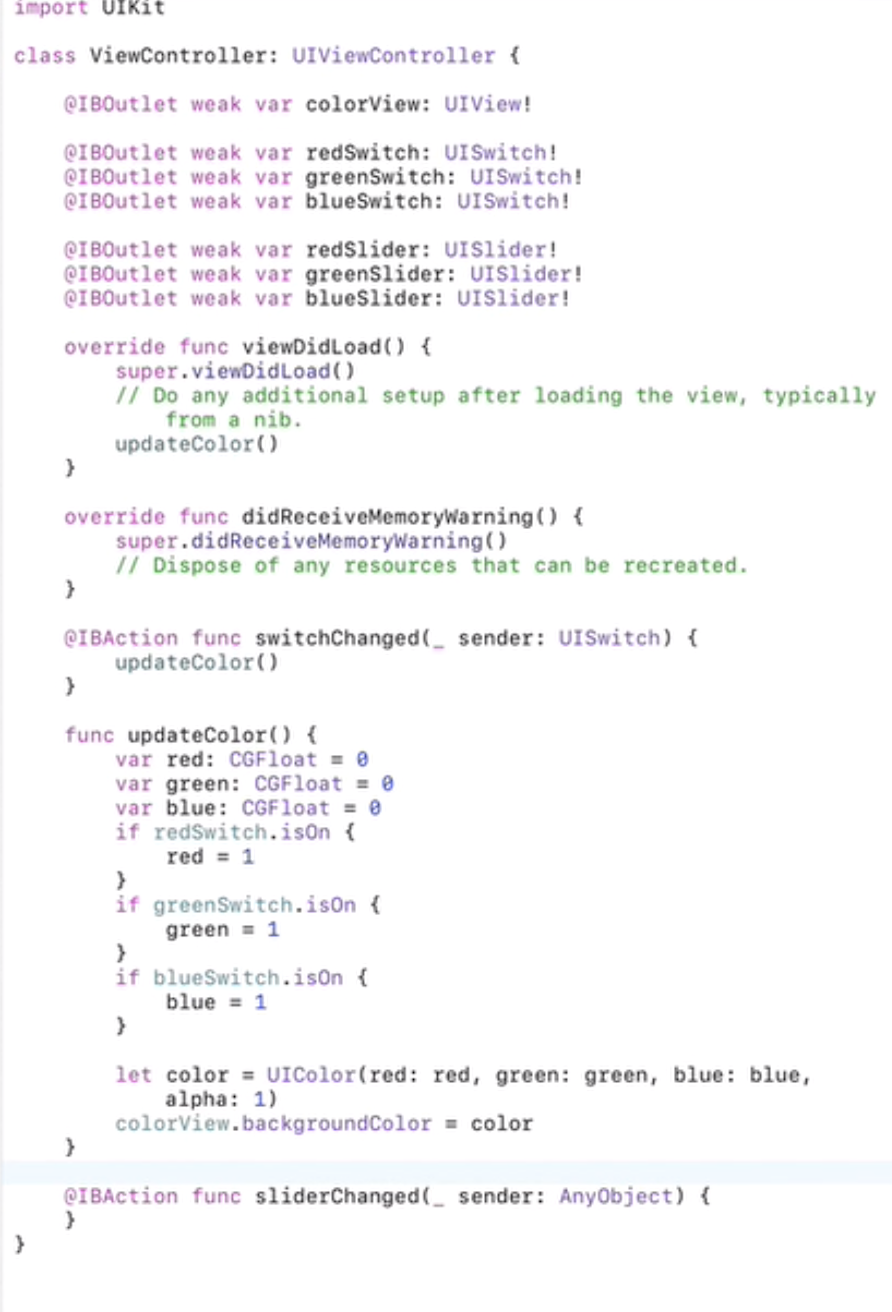 import UIKit
class ViewController: UIViewController {
@IBOutlet weak var colorView: UIView!
@IBOutlet weak var redSwitch: UISwitch!
@IBOutlet weak var greenSwitch: UISwitch!
@IBOutlet weak var blueSwitch: UISwitch!
@IBOutlet weak var redSlider: UISlider!
@IBOutlet weak var greenSlider: UISlider!
@IBOutlet weak var blueSlider: UISlider!
override func viewDidLoad() {
super.viewDidLoad()
// Do any additional setup after loading the view, typically
from a nib.
updateColor()
}
override func didReceiveMemoryWarning() {
super.didReceiveMemoryWarning()
// Dispose of any resources that can be recreated.
}
@IBAction func switchChanged(_ sender: UISwitch) {
updateColor()
}
func updateColor() {
var red: CGFloat = 0
var green: CGFloat = 0
var blue: CGFloat = 0
if redSwitch.isOn {
red = 1
}
if greenSwitch.isOn {
green = 1
}
if blueSwitch.isOn {
blue = 1
}
let color = UIColor(red: red, green: green, blue: blue,
alpha: 1)
colorView.backgroundColor = color
}
@IBAction func sliderChanged(_ sender: AnyObject) {
}
}